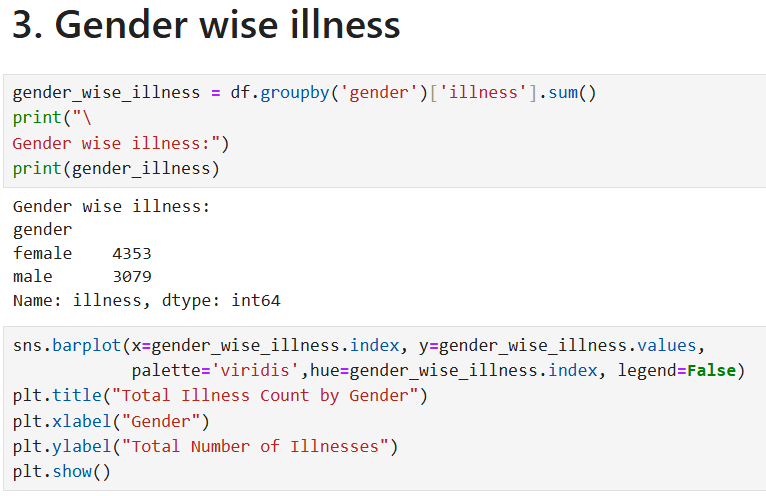 3. Gender wise illness
gender_wise_illness = df.groupby('gender')['illness'].sum()
print("\
Gender wise illness:")
print(gender_illness)
Gender wise illness:
gender
female    4353
male      3079
Name: illness, dtype: int64
sns.barplot(x=gender_wise_illness.index, y=gender_wise_illness.values,
            palette='viridis',hue=gender_wise_illness.index, legend=False)
plt.title("Total Illness Count by Gender")
plt.xlabel("Gender")
plt.ylabel("Total Number of Illnesses")
plt.show()